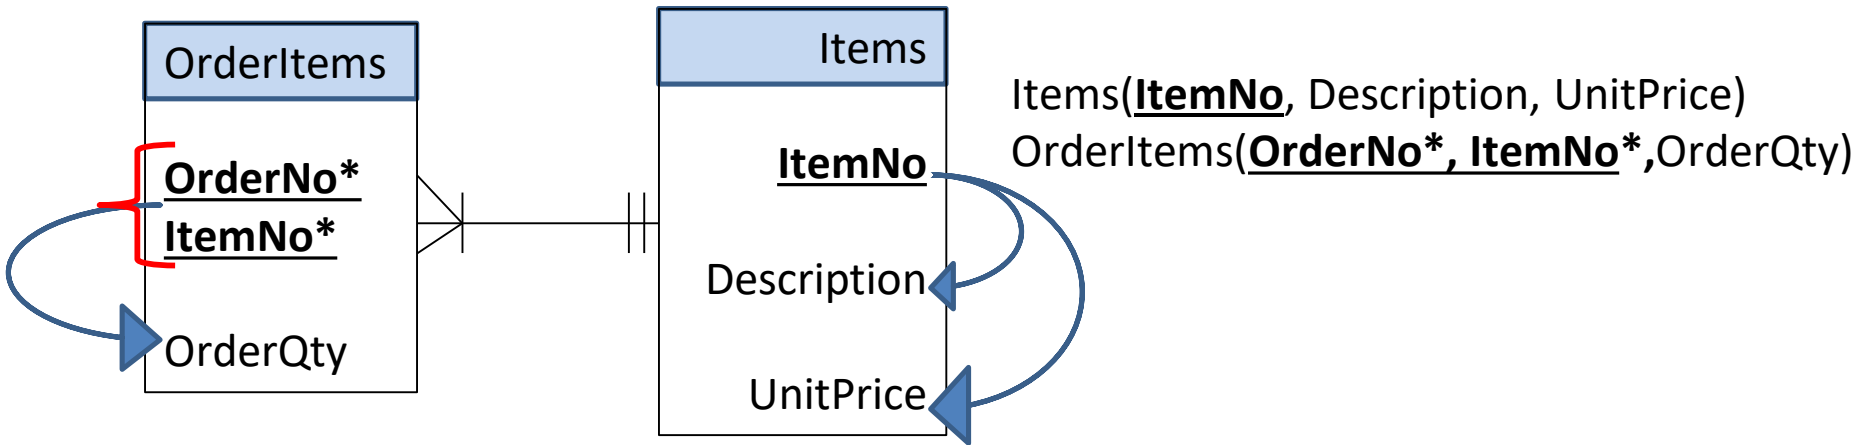 OrderItems
OrderNo*
ItemNo*
OrderQty
Items
ItemNo
Description
UnitPrice
Items(ItemNo, Description, UnitPrice)
OrderItems(OrderNo*, ItemNo*,OrderQty)